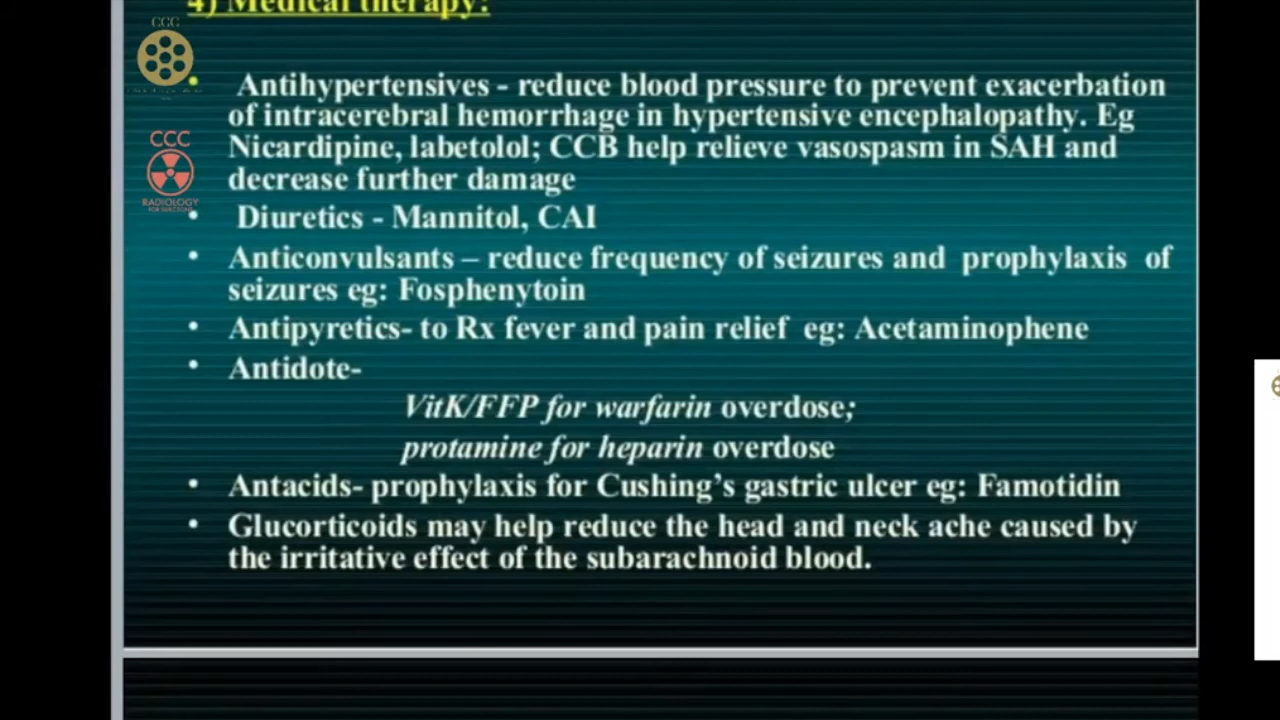 4) Medical therapy:
CCC
• Antihypertensives - reduce blood pressure to prevent exacerbation
of intracerebral hemorrhage in hypertensive encephalopathy. Eg
Nicardipine, labetolol; CCB help relieve vasospasm in SAH and
decrease further damage
CCC
RADIOLOGY
FOR SURGEONS
• Diuretics - Mannitol, CAI
• Anticonvulsants – reduce frequency of seizures and prophylaxis of
seizures eg: Fosphenytoin
• Antipyretics- to Rx fever and pain relief eg: Acetaminophene
• Antidote-
VitK/FFP for warfarin overdose;
protamine for heparin overdose
• Antacids- prophylaxis for Cushing’s gastric ulcer eg: Famotidin
• Glucorticoids may help reduce the head and neck ache caused by
the irritative effect of the subarachnoid blood.